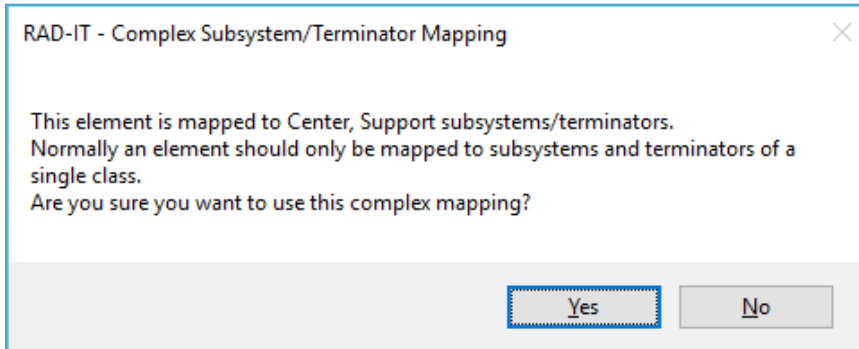 RAD-IT - Complex Subsystem/Terminator Mapping
This element is mapped to Center, Support subsystems/terminators.
Normally an element should only be mapped to subsystems and terminators of a
single class.
Are you sure you want to use this complex mapping?
Yes
No